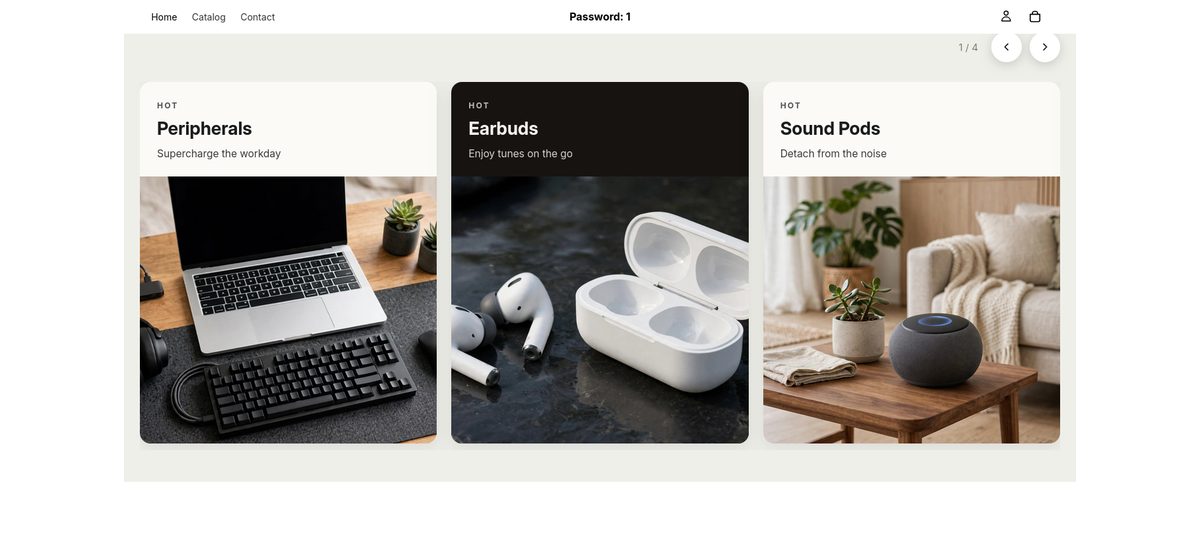 Home Catalog Contact Password: 1
1 / 4
HOT
Peripherals
Supercharge the workday
HOT
Earbuds
Enjoy tunes on the go
HOT
Sound Pods
Detach from the noise